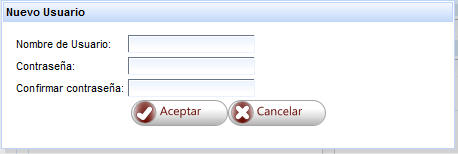 Nuevo Usuario
Nombre de Usuario:
Contraseña:
Confirmar contraseña:
Aceptar Cancelar